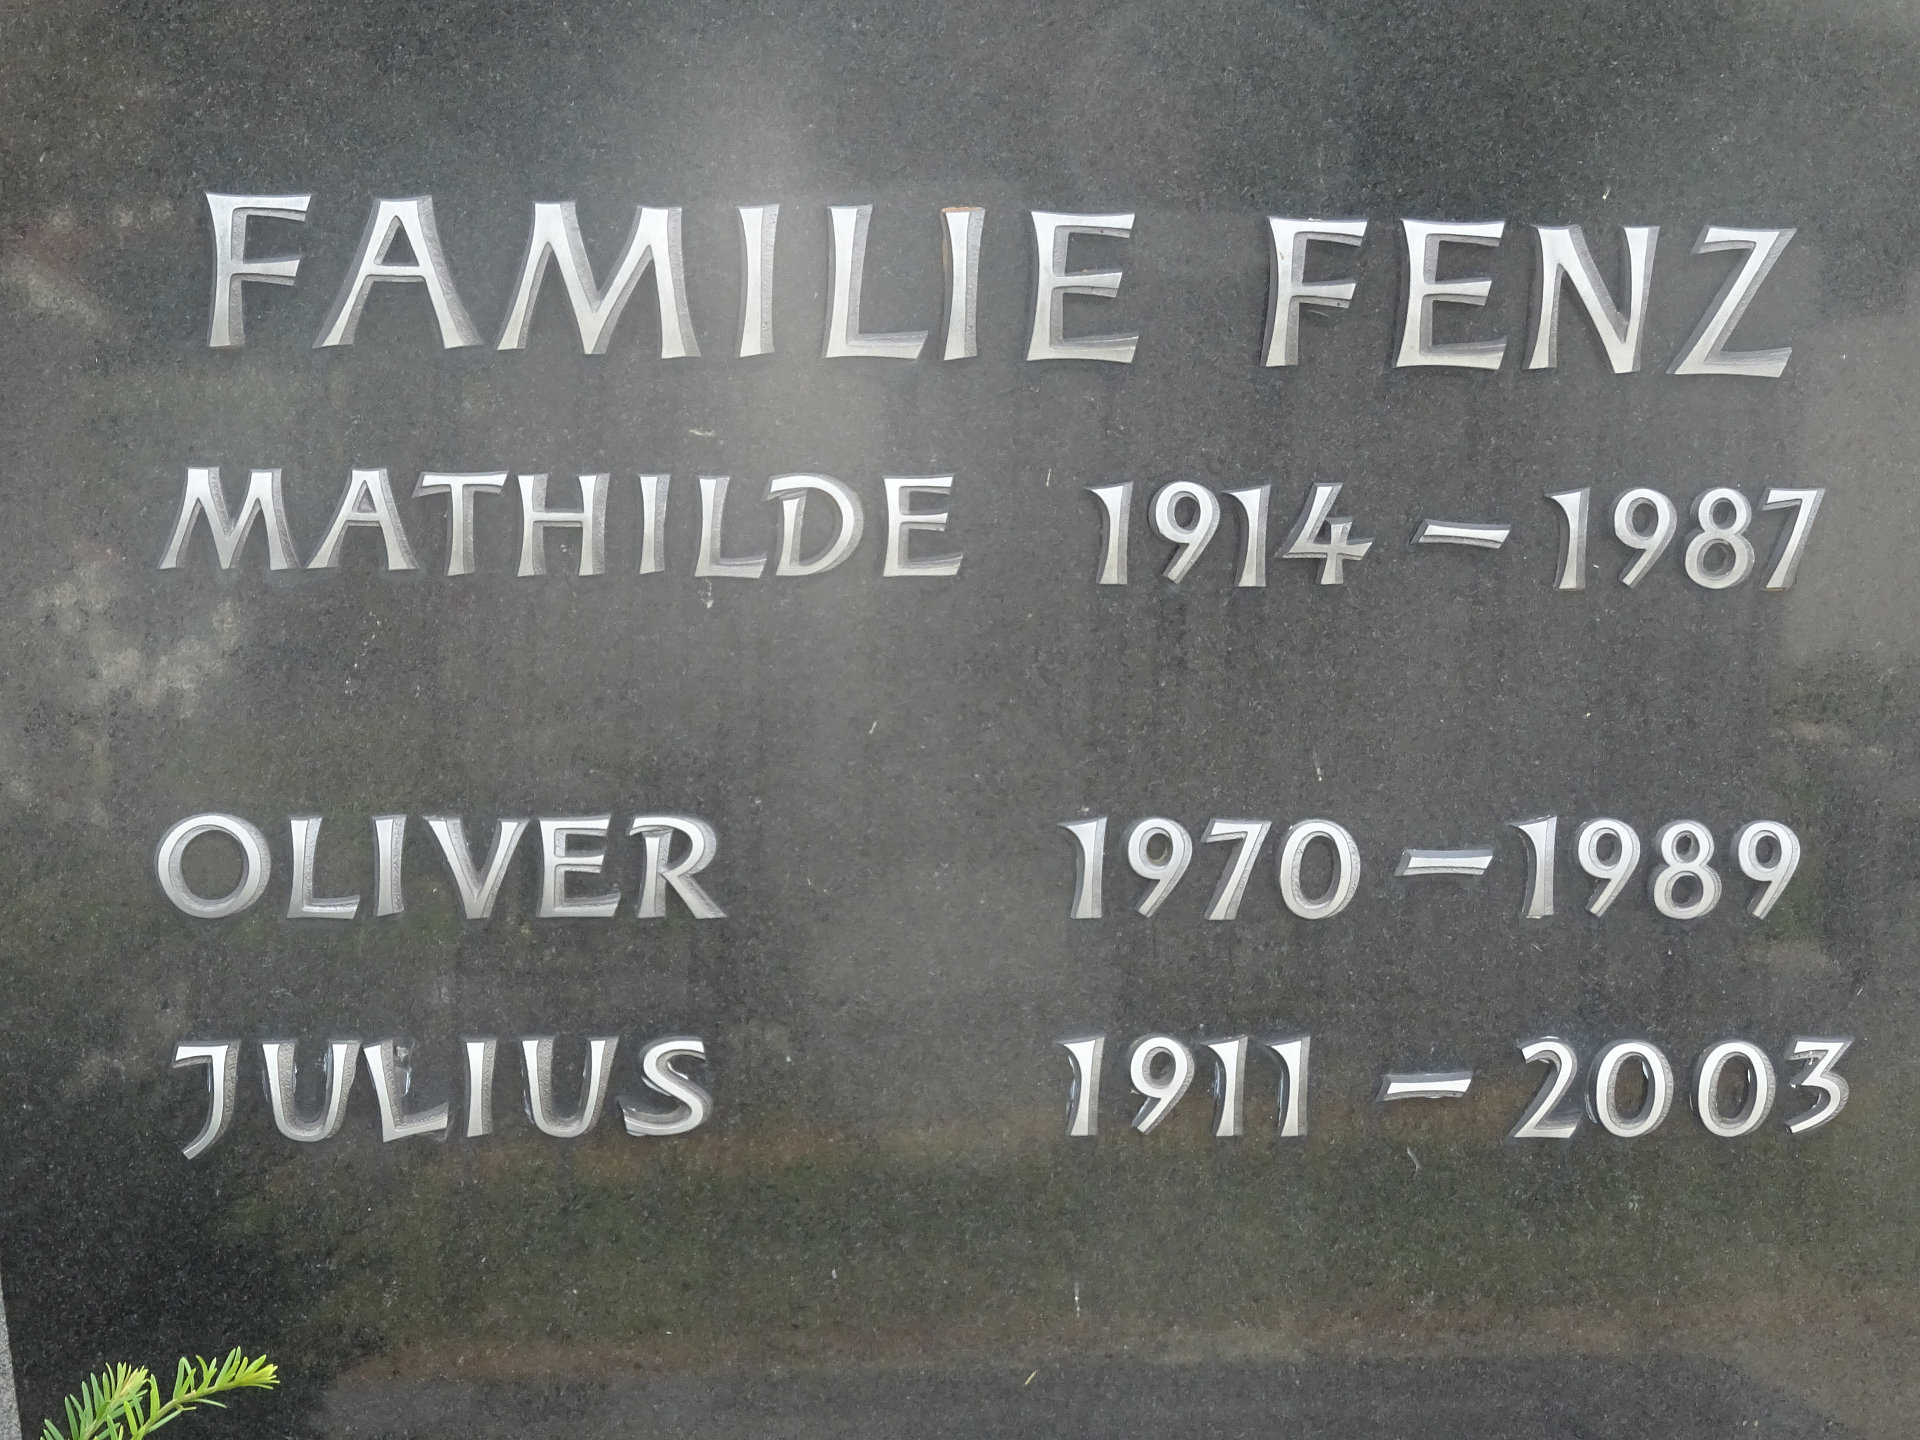 FAMILIE FENZ
MATHILDE 1914 – 1987
OLIVER 1970 – 1989
JULIUS 1911 – 2003